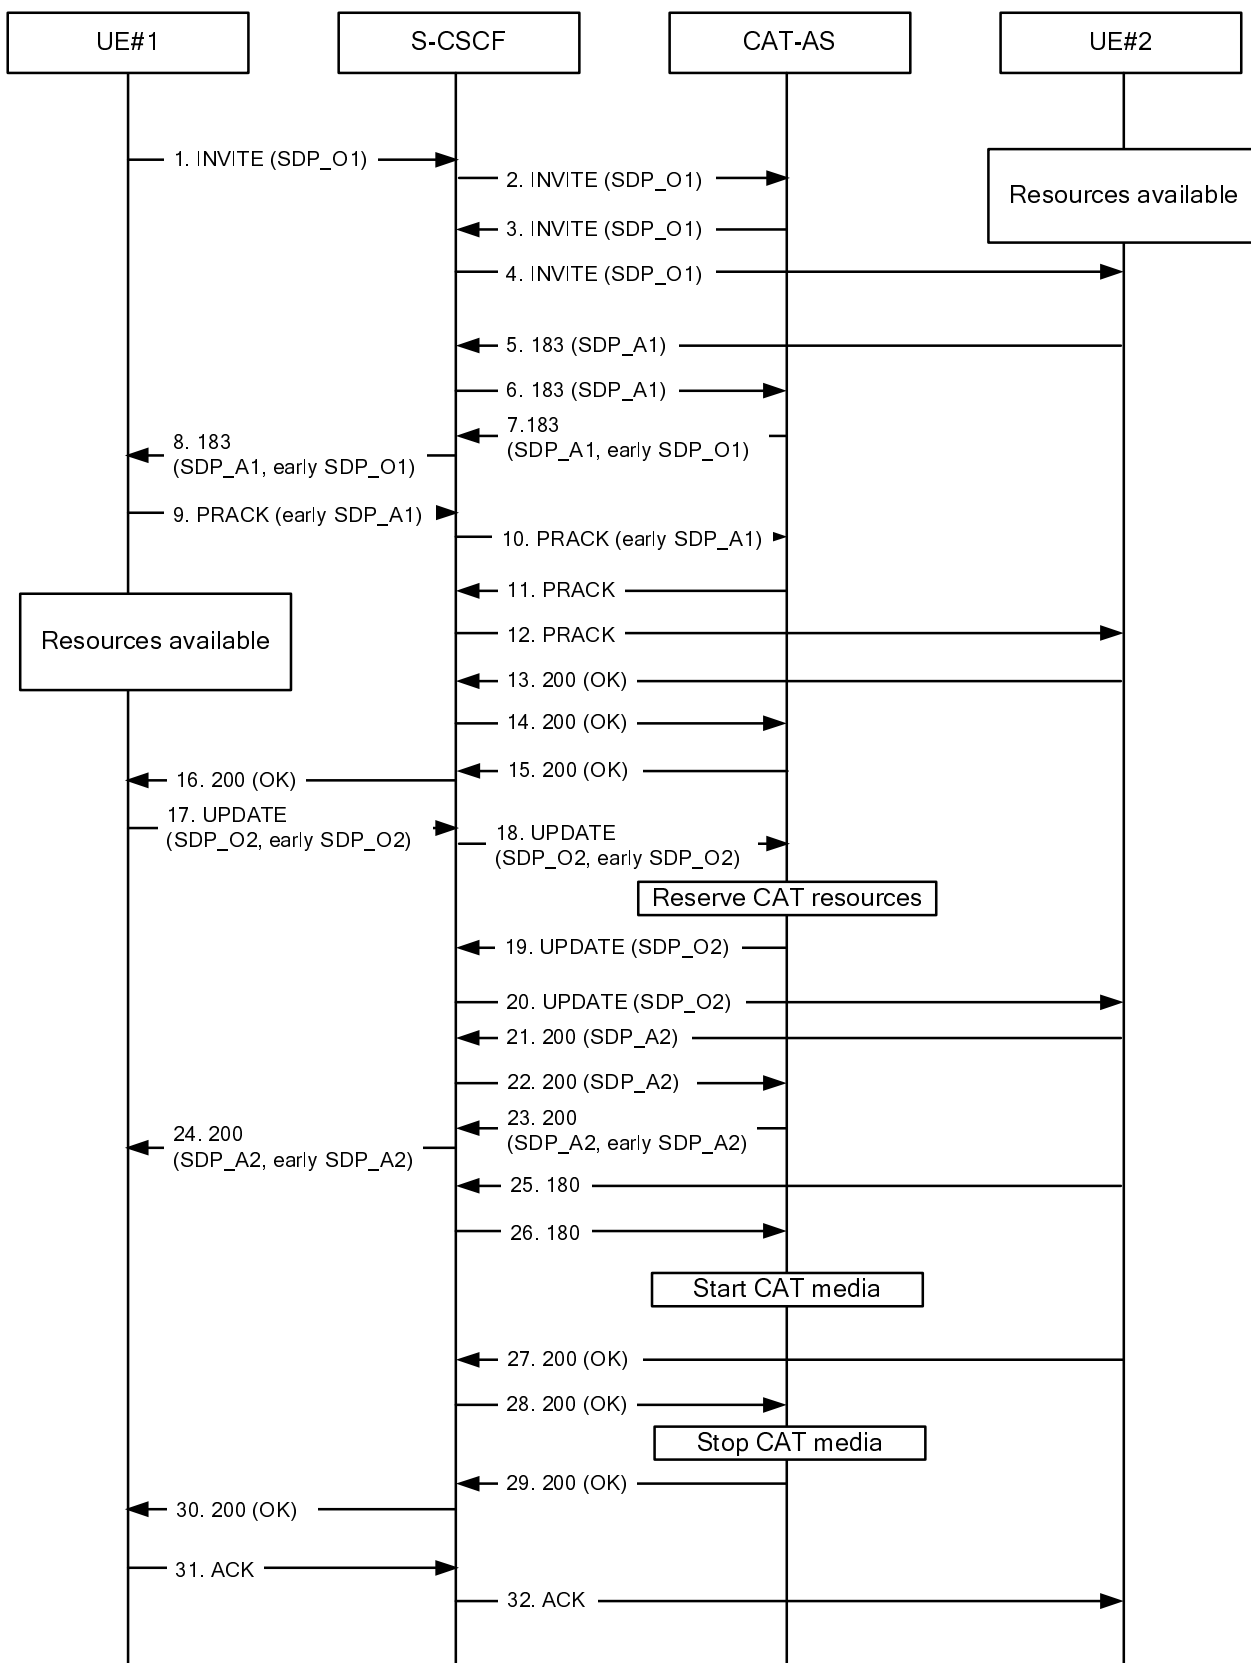 UE#1
S-CSCF
CAT-AS
UE#2
1. INVITE (SDP_O1)
2. INVITE (SDP_O1)
Resources available
3. INVITE (SDP_O1)
4. INVITE (SDP_O1)
5. 183 (SDP_A1)
6. 183 (SDP_A1)
7.183
(SDP_A1, early SDP_O1)
8. 183
(SDP_A1, early SDP_O1)
9. PRACK (early SDP_A1)
10. PRACK (early SDP_A1)
11. PRACK
Resources available
12. PRACK
13. 200 (OK)
14. 200 (OK)
15. 200 (OK)
16. 200 (OK)
17. UPDATE
(SDP_O2, early SDP_O2)
18. UPDATE
(SDP_O2, early SDP_O2)
Reserve CAT resources
19. UPDATE (SDP_O2)
20. UPDATE (SDP_O2)
21. 200 (SDP_A2)
22. 200 (SDP_A2)
23. 200
(SDP_A2, early SDP_A2)
24. 200
(SDP_A2, early SDP_A2)
25. 180
26. 180
Start CAT media
27. 200 (OK)
28. 200 (OK)
Stop CAT media
29. 200 (OK)
30. 200 (OK)
31. ACK
32. ACK